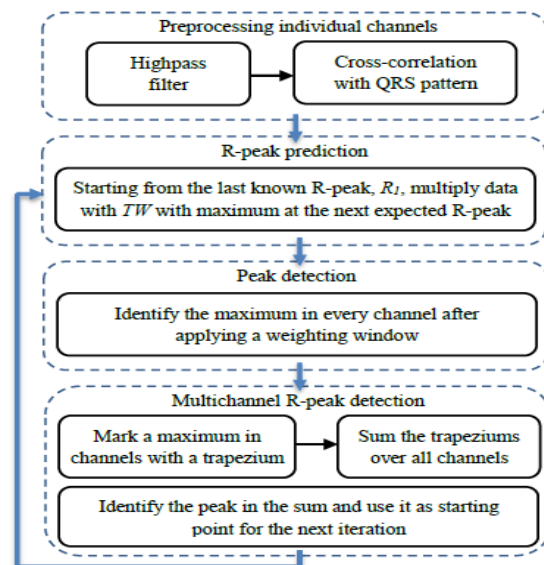 Preprocessing individual channels
Highpass
filter
Cross-correlation
with QRS pattern
R-peak prediction
Starting from the last known R-peak, R1, multiply data
with TW with maximum at the next expected R-peak
Peak detection
Identify the maximum in every channel after
applying a weighting window
Multichannel R-peak detection
Mark a maximum in
channels with a trapezium
Sum the trapeziums
over all channels
Identify the peak in the sum and use it as starting
point for the next iteration